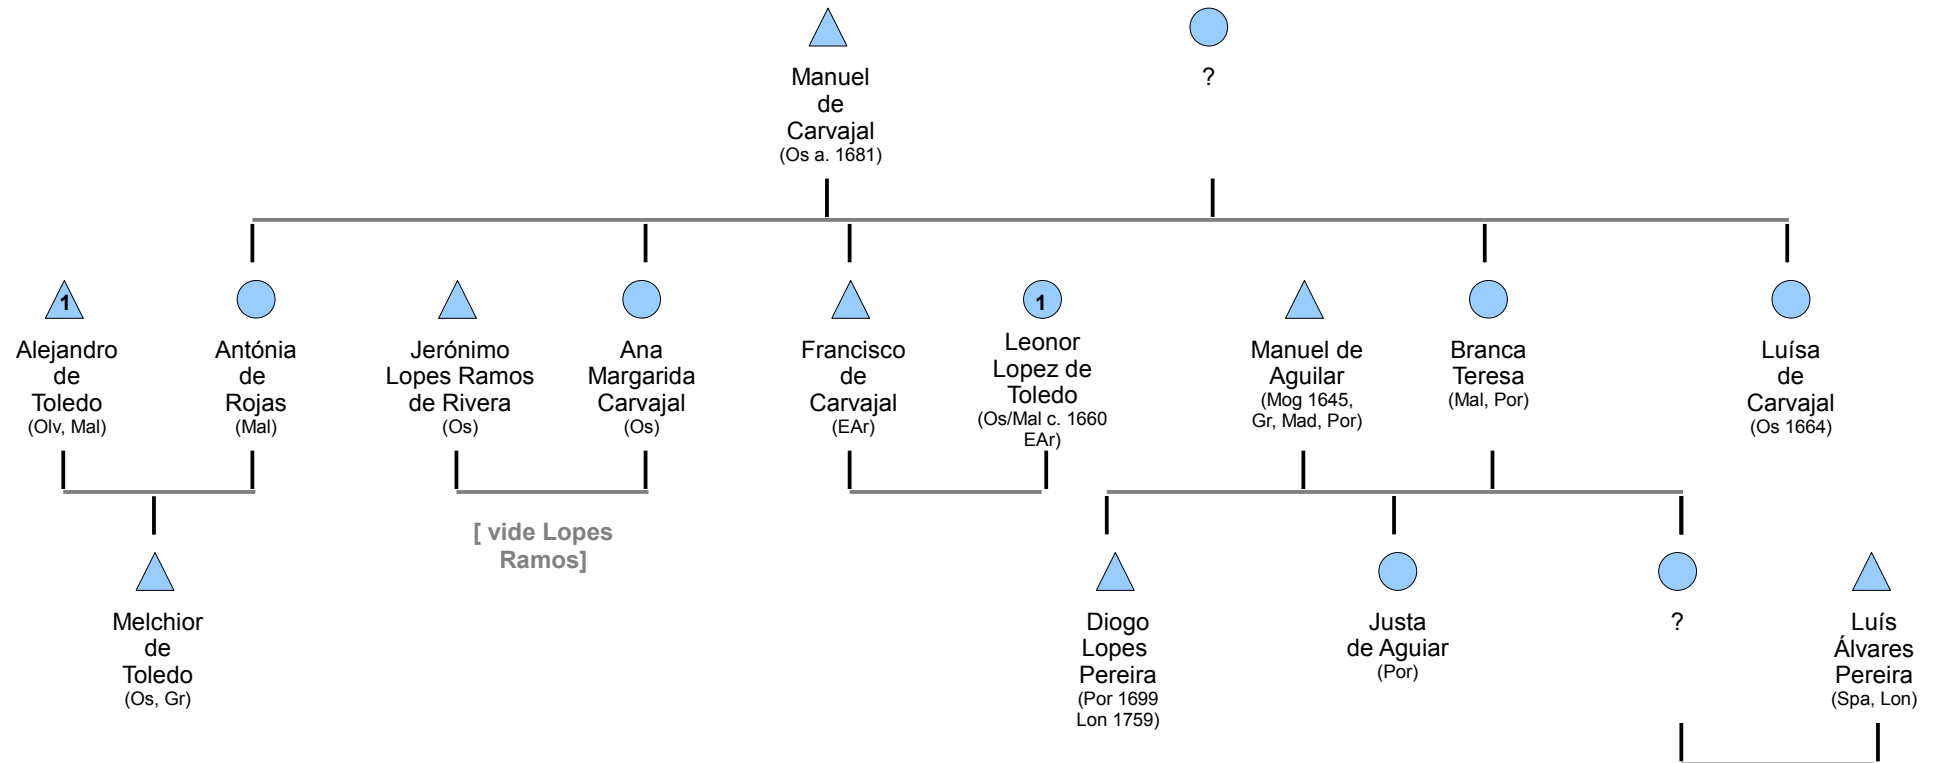 Manuel
de
Carvajal
(Os a. 1681)
?
1
Alejandro
de
Toledo
(Olv, Mal)
Antónia
de
Rojas
(Mal)
Jerónimo
Lopes Ramos
de Rivera
(Os)
Ana
Margarida
Carvajal
(Os)
Francisco
de
Carvajal
(EAr)
1
Leonor
Lopez de
Toledo
(Os/Mal c. 1660
EAr)
Manuel de
Aguilar
(Mog 1645,
Gr, Mad, Por)
Branca
Teresa
(Mal, Por)
Luísa
de
Carvajal
(Os 1664)
[ vide Lopes
Ramos]
Melchior
de
Toledo
(Os, Gr)
Diogo
Lopes
Pereira
(Por 1699
Lon 1759)
Justa
de Aguiar
(Por)
?
Luís
Álvares
Pereira
(Spa, Lon)